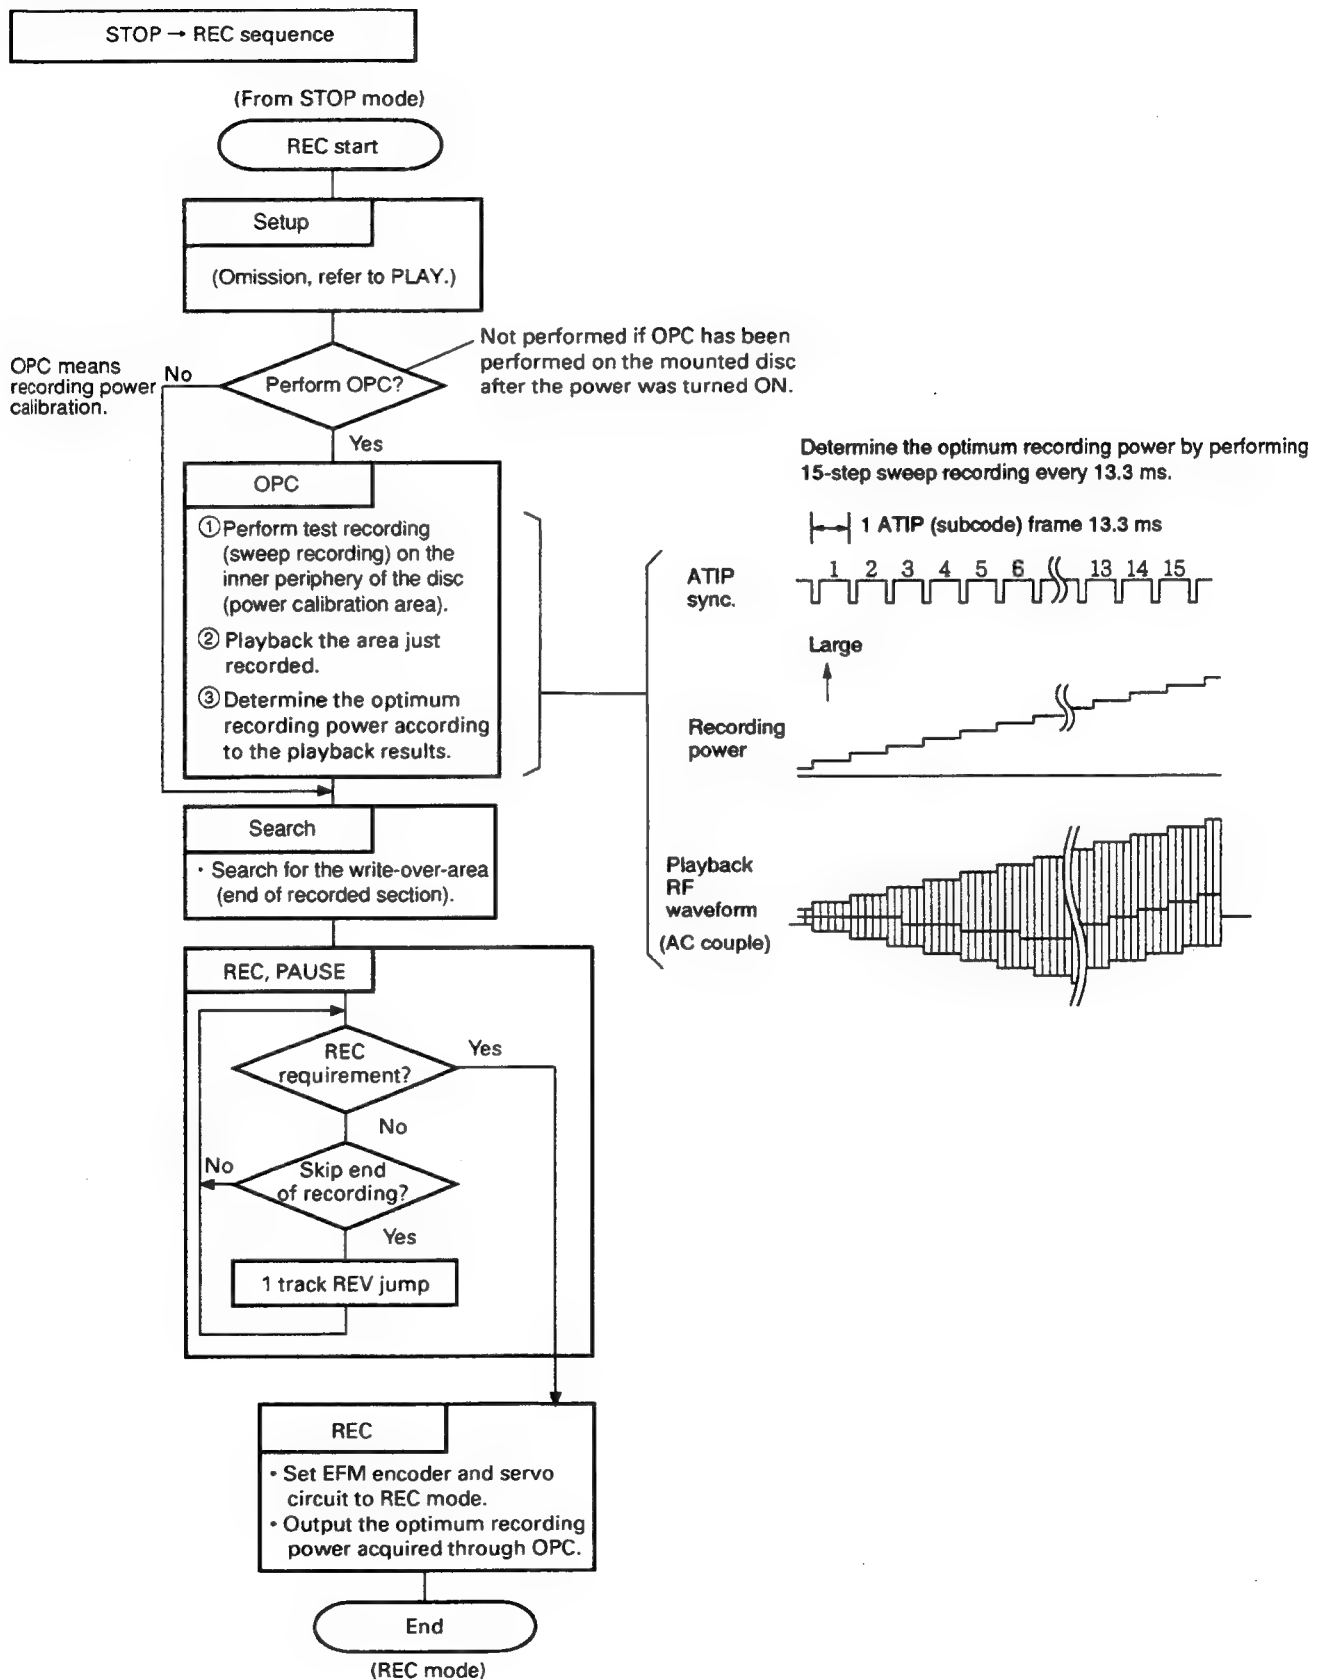 STOP → REC sequence
(From STOP mode)
REC start
Setup
(Omission, refer to PLAY.)
OPC means
recording power
calibration.
No
Perform OPC?
Not performed if OPC has been
performed on the mounted disc
after the power was turned ON.
Yes
OPC
① Perform test recording
(sweep recording) on the
inner periphery of the disc
(power calibration area).
② Playback the area just
recorded.
③ Determine the optimum
recording power according
to the playback results.
Determine the optimum recording power by performing
15-step sweep recording every 13.3 ms.
1 ATIP (subcode) frame 13.3 ms
ATIP
sync.
1 2 3 4 5 6 13 14 15
Large
Recording
power
Playback
RF
waveform
(AC couple)
Search
· Search for the write-over-area
(end of recorded section).
REC, PAUSE
REC
requirement?
Yes
No
Skip end
of recording?
No
Yes
1 track REV jump
REC
· Set EFM encoder and servo
circuit to REC mode.
· Output the optimum recording
power acquired through OPC.
End
(REC mode)